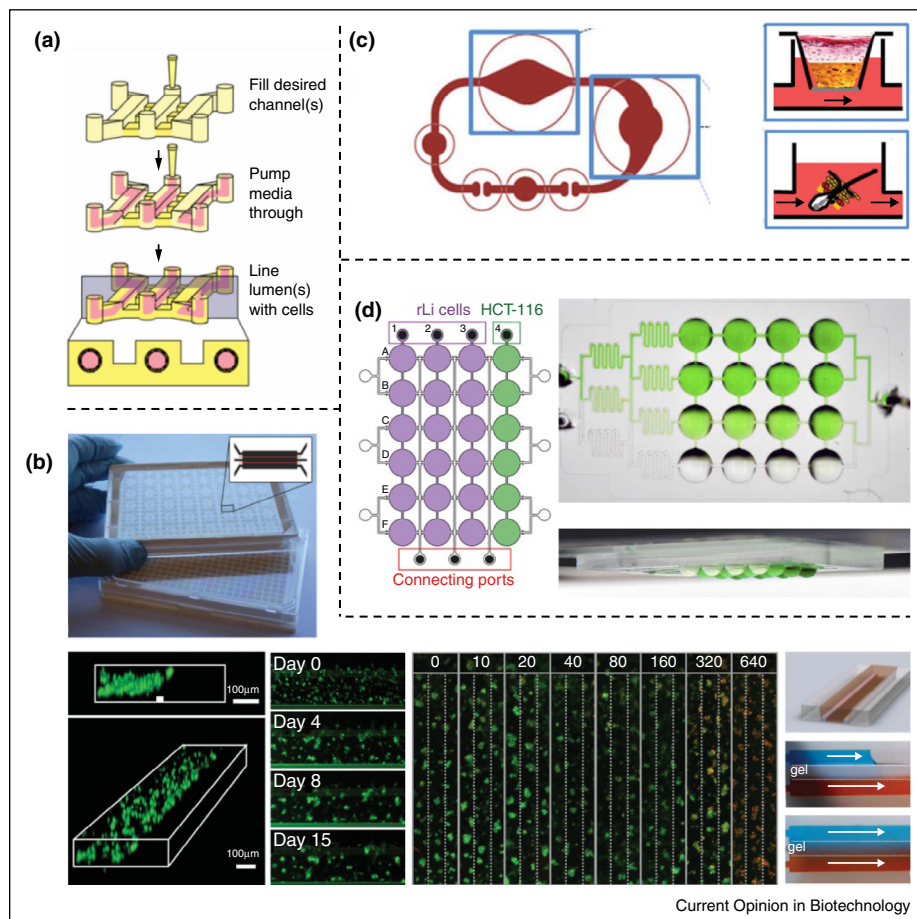 (a)
Fill desired
channel(s)
Pump
media
through
Line
lumen(s)
with cells
(b)
100µm
100µm
Day 0
Day 4
Day 8
Day 15
0 10 20 40 80 160 320 640
gel
gel
(c)
(d)
rLi cells HCT-116
1 2 3 4
A
B
C
D
E
F
Connecting ports
Current Opinion in Biotechnology